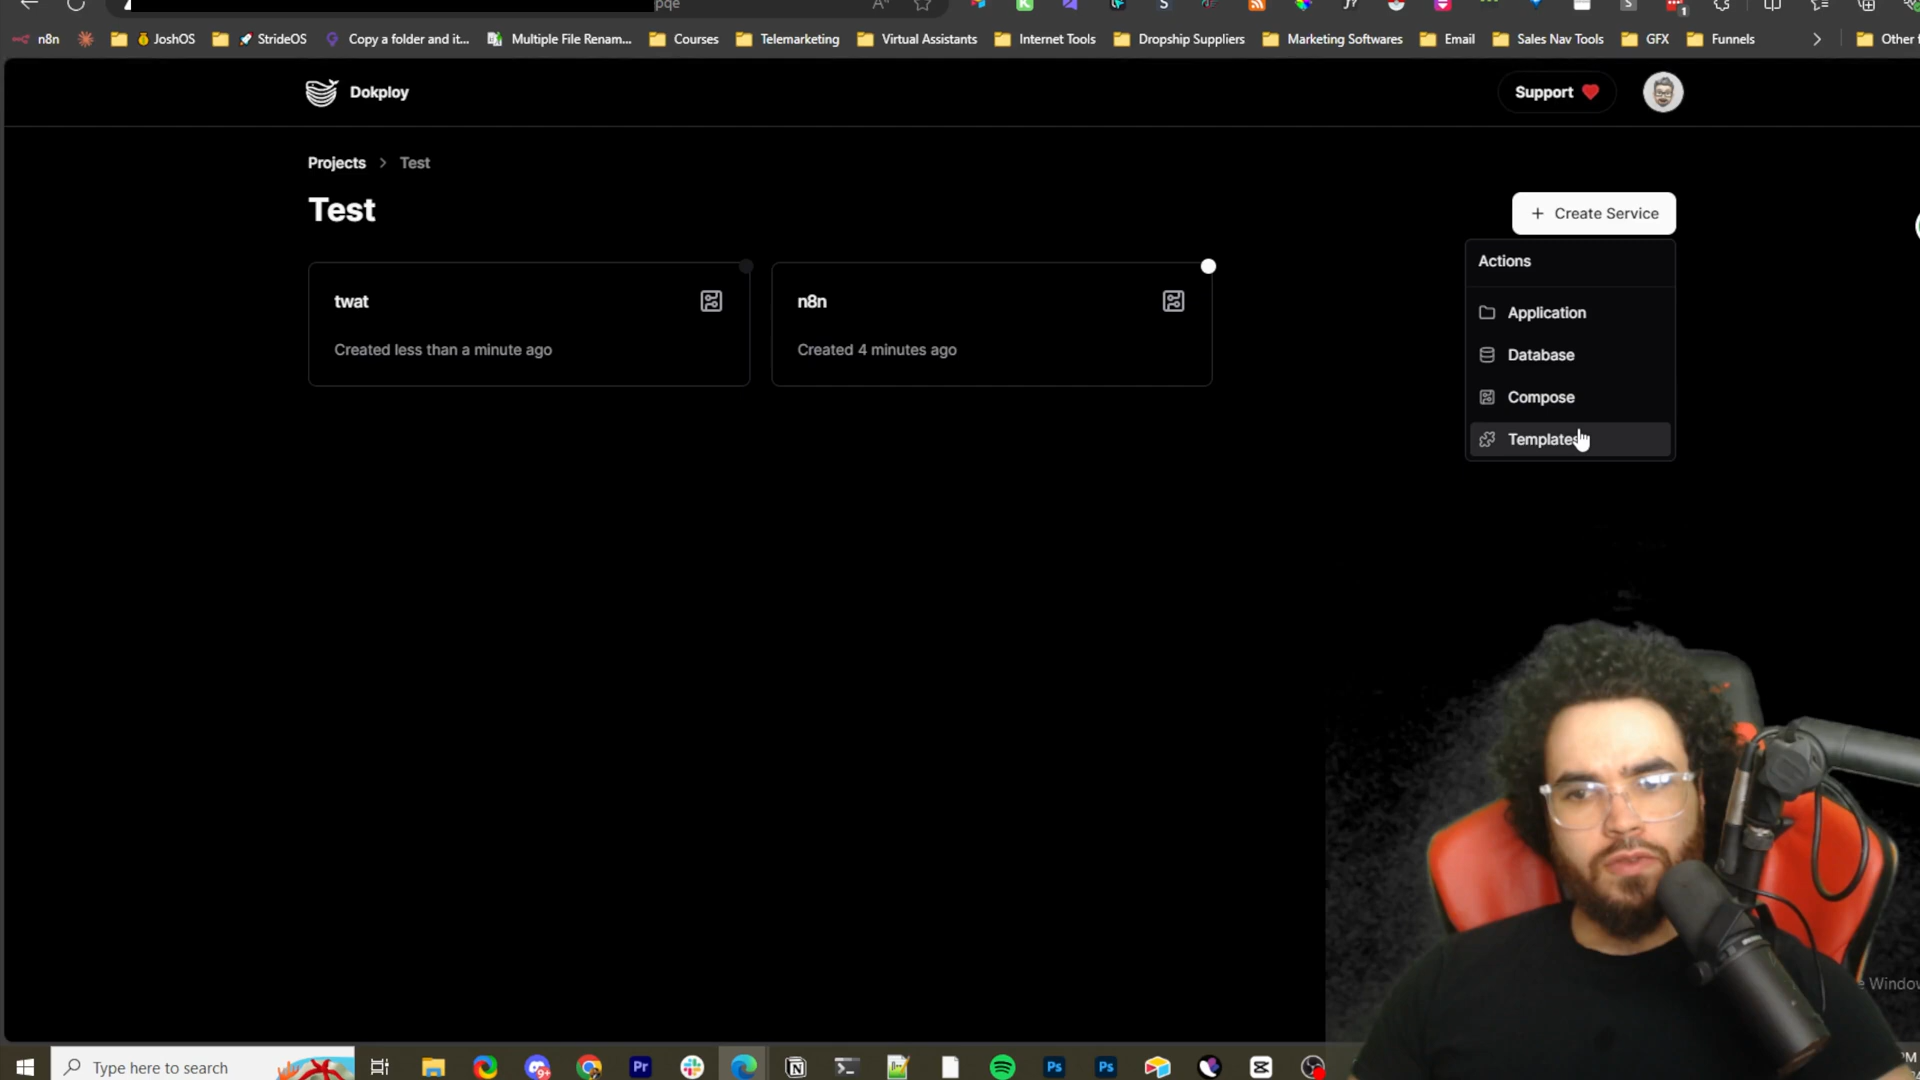 pqe
n8n JoshOS StrideOS Copy a folder and it... Multiple File Renam... Courses Telemarketing Virtual Assistants Internet Tools Dropship Suppliers Marketing Softwares Email Sales Nav Tools GFX Funnels Other
Dokploy
Support
Projects > Test
Test
+ Create Service
Actions
Application
Database
Compose
Templates
twat
Created less than a minute ago
n8n
Created 4 minutes ago
Type here to search